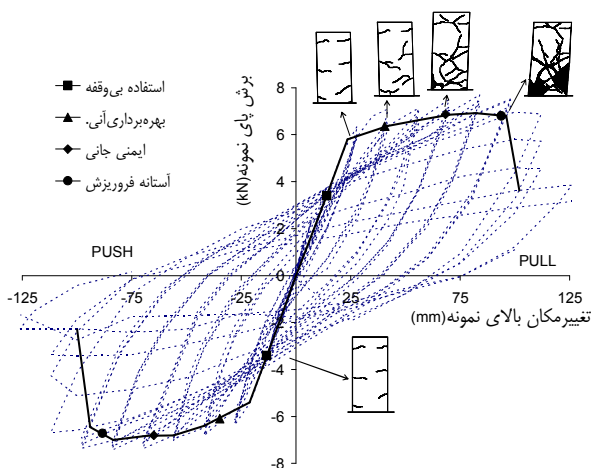 استفاده بی‌وقفه
بهره‌برداری‌آنی.
ایمنی جانی
آستانه فروریزش
برش پای نمونه(kN)
8
6
4
2
0
-2
-4
-6
-8
PUSH
PULL
-125
-75
-25
25
75
125
تغییرمکان بالای نمونه(mm)